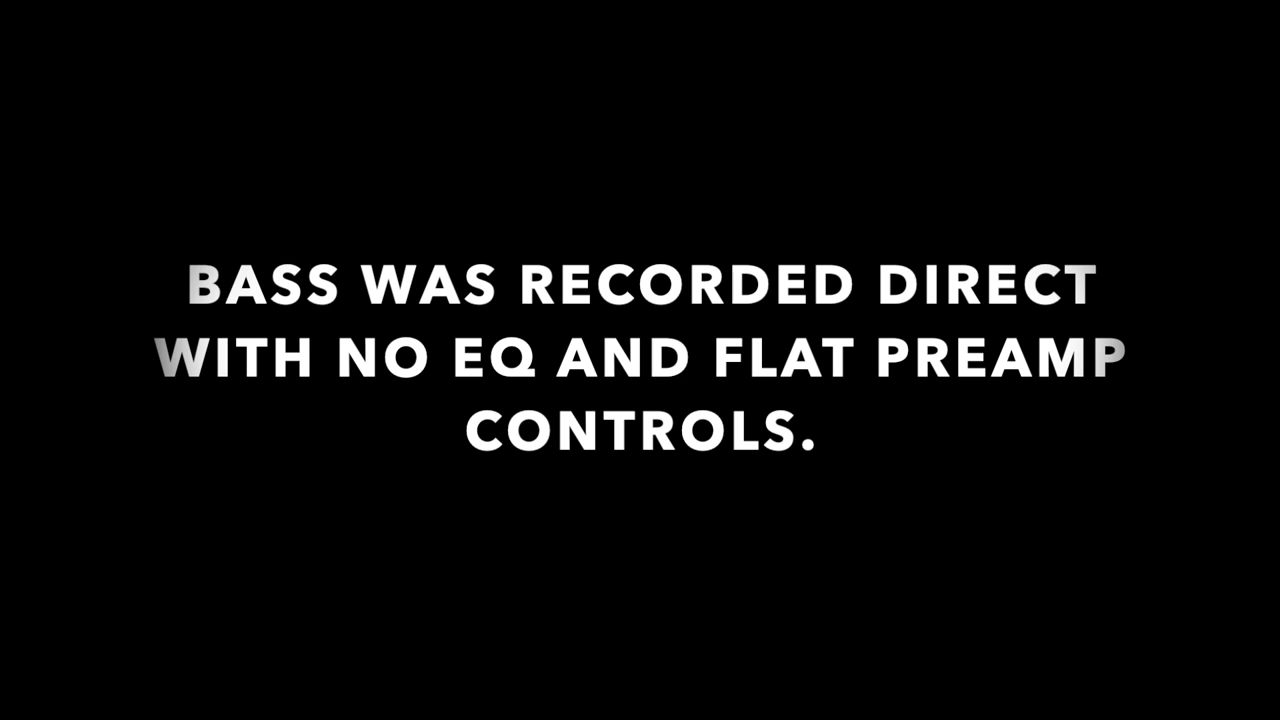 BASS WAS RECORDED DIRECT
WITH NO EQ AND FLAT PREAMP
CONTROLS.